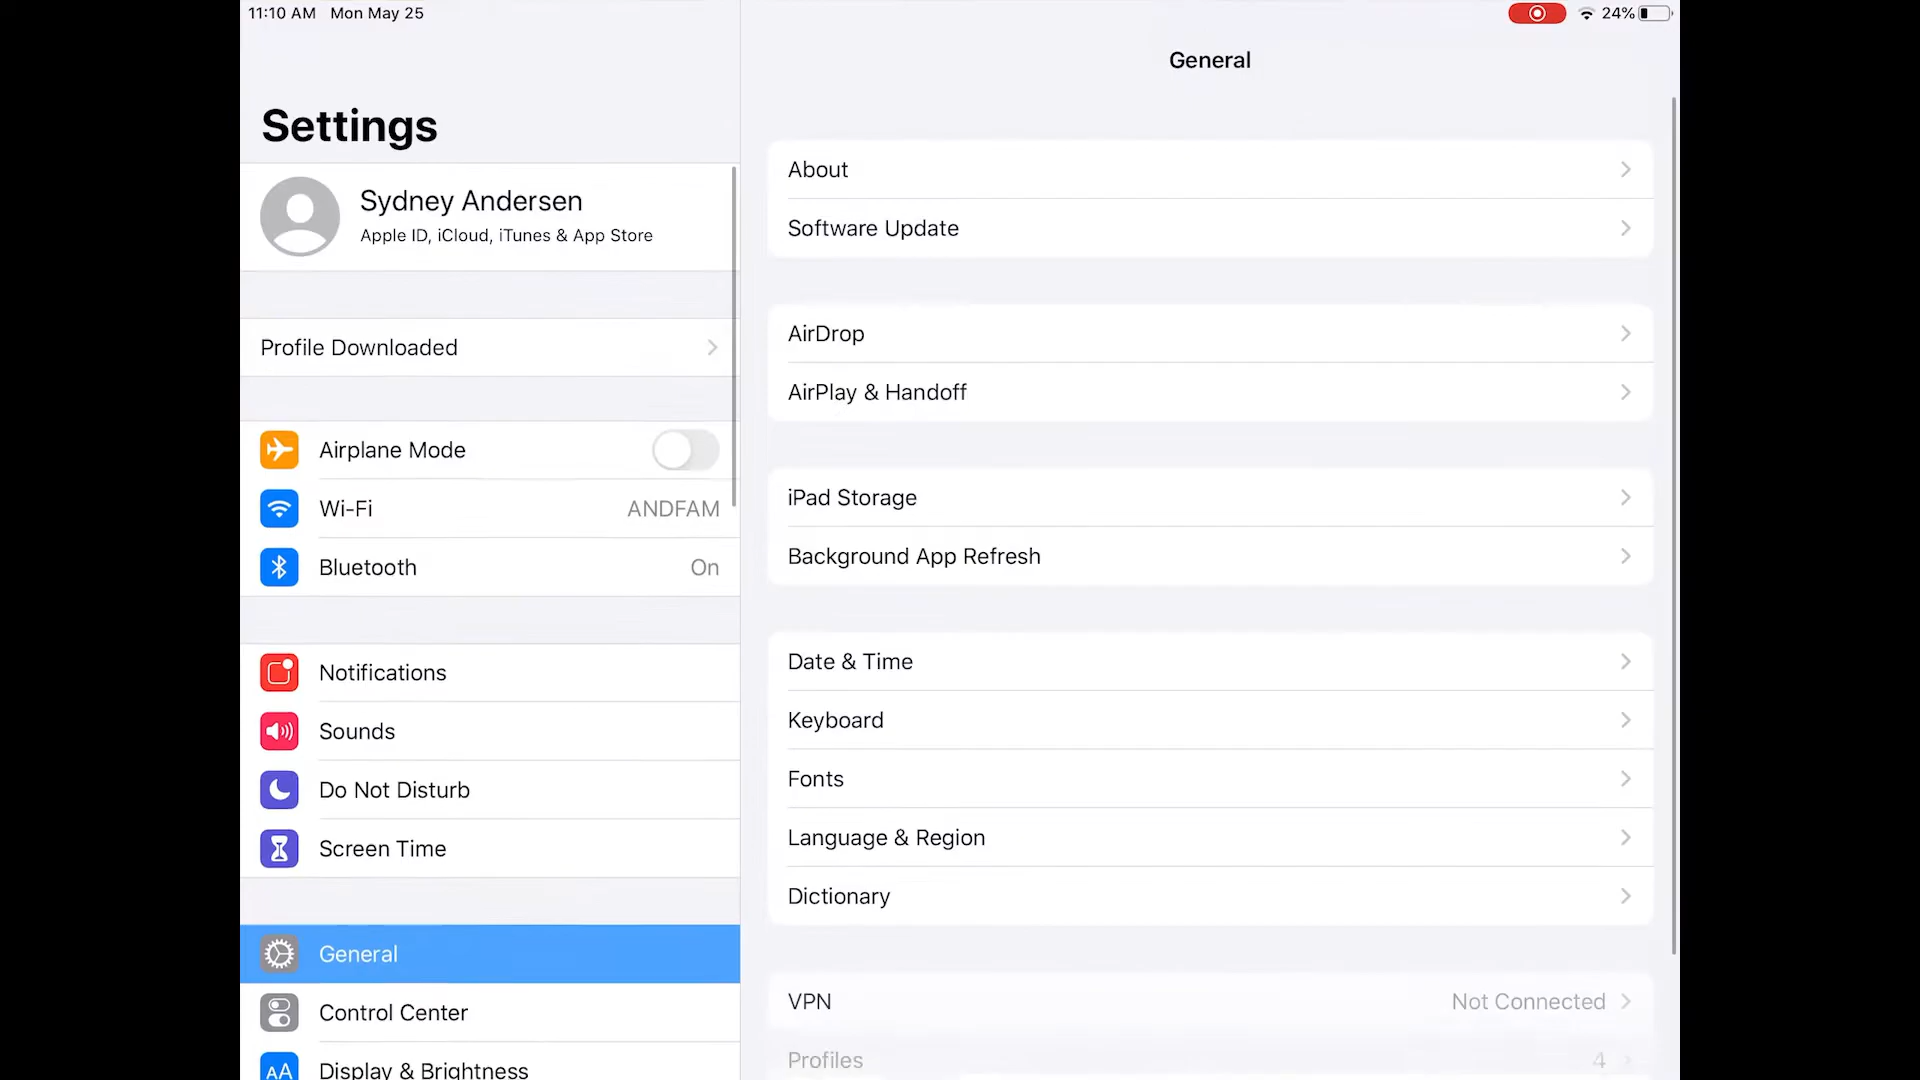 11:10 AM Mon May 25
24%
Settings
Sydney Andersen
Apple ID, iCloud, iTunes & App Store
Profile Downloaded
Airplane Mode
Wi-Fi ANDFAM
Bluetooth On
Notifications
Sounds
Do Not Disturb
Screen Time
General
Control Center
AA Display & Brightness
General
About
Software Update
AirDrop
AirPlay & Handoff
iPad Storage
Background App Refresh
Date & Time
Keyboard
Fonts
Language & Region
Dictionary
VPN Not Connected
Profiles 4